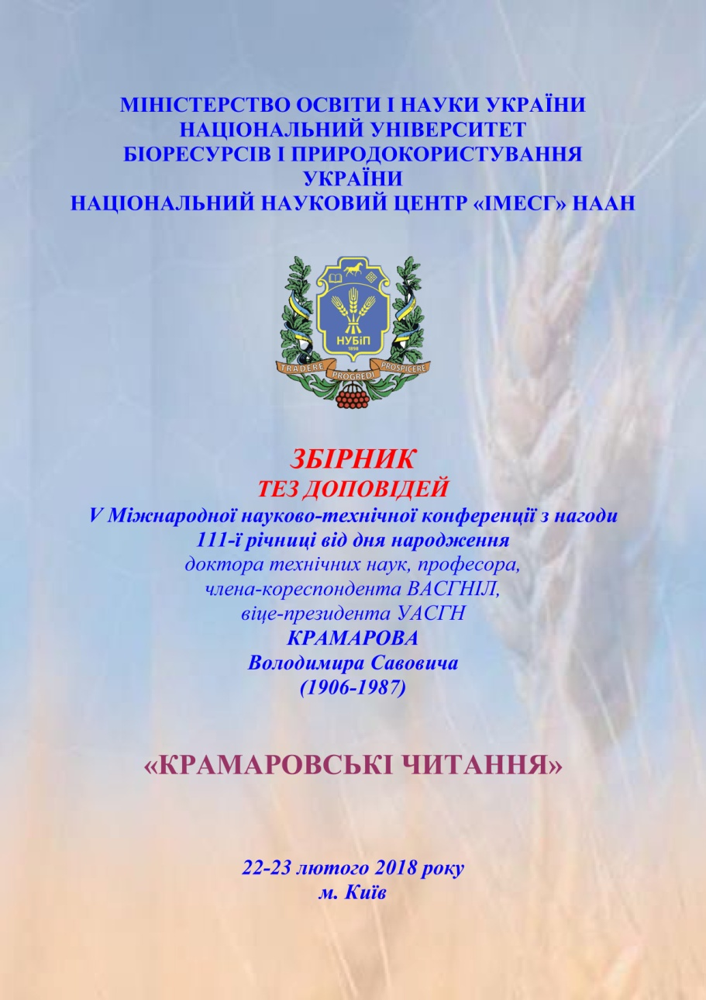 МІНІСТЕРСТВО ОСВІТИ І НАУКИ УКРАЇНИ
НАЦІОНАЛЬНИЙ УНІВЕРСИТЕТ
БІОРЕСУРСІВ І ПРИРОДОКОРИСТУВАННЯ
УКРАЇНИ
НАЦІОНАЛЬНИЙ НАУКОВИЙ ЦЕНТР «ІМЕСГ» НААН
НУБіП
1898
TRADERE PROGREDI PROSPICERE
ЗБІРНИК
ТЕЗ ДОПОВІДЕЙ
V Міжнародної науково-технічної конференції з нагоди
111-ї річниці від дня народження
доктора технічних наук, професора,
члена-кореспондента ВАСГНІЛ,
віце-президента УАСГН
КРАМАРОВА
Володимира Савовича
(1906-1987)
«КРАМАРОВСЬКІ ЧИТАННЯ»
22-23 лютого 2018 року
м. Київ